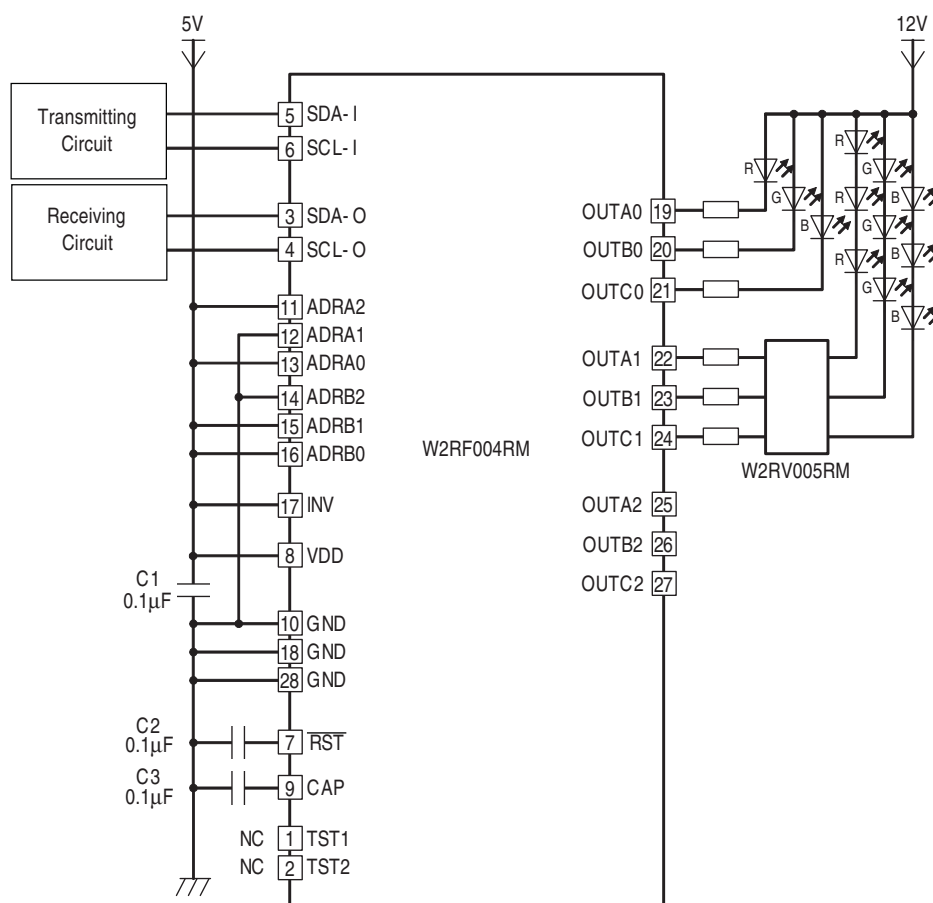 5V
12V
Transmitting
Circuit
5 SDA-I
6 SCL-I
Receiving
Circuit
3 SDA-O
4 SCL-O
11 ADRA2
12 ADRA1
13 ADRA0
14 ADRB2
15 ADRB1
16 ADRB0
17 INV
8 VDD
C1
0.1µF
10 GND
18 GND
28 GND
C2
0.1µF
7 RST
C3
0.1µF
9 CAP
NC 1 TST1
NC 2 TST2
W2RF004RM
OUTA0 19
OUTB0 20
OUTC0 21
OUTA1 22
OUTB1 23
OUTC1 24
OUTA2 25
OUTB2 26
OUTC2 27
R
G
B
R
R
R
G
G
G
B
B
B
W2RV005RM